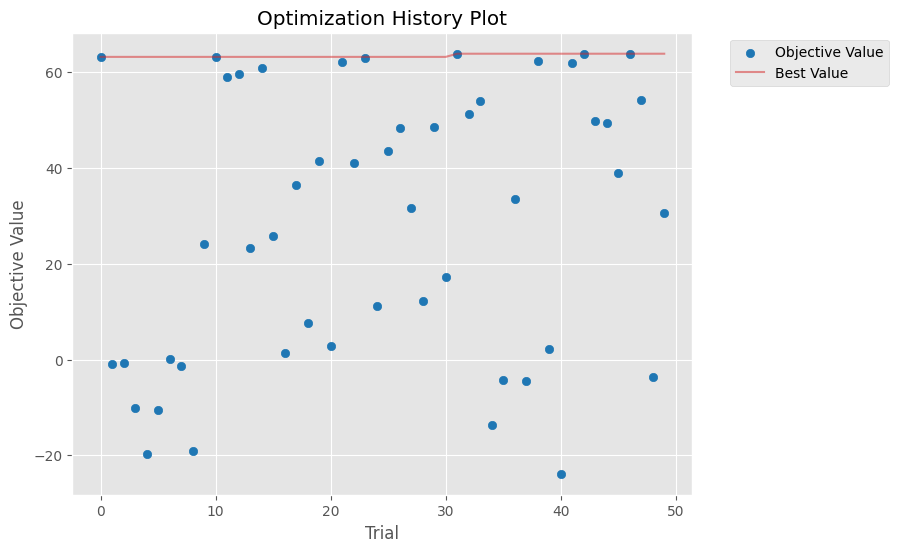 Optimization History Plot
Objective Value
Best Value
60
40
20
0
−20
Objective Value
0 10 20 30 40 50
Trial